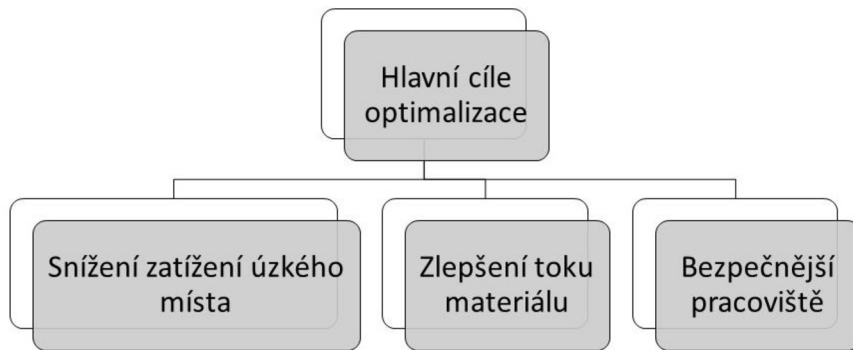 Hlavní cíle
optimalizace
Snížení zatížení úzkého
místa
Zlepšení toku
materiálu
Bezpečnější
pracoviště